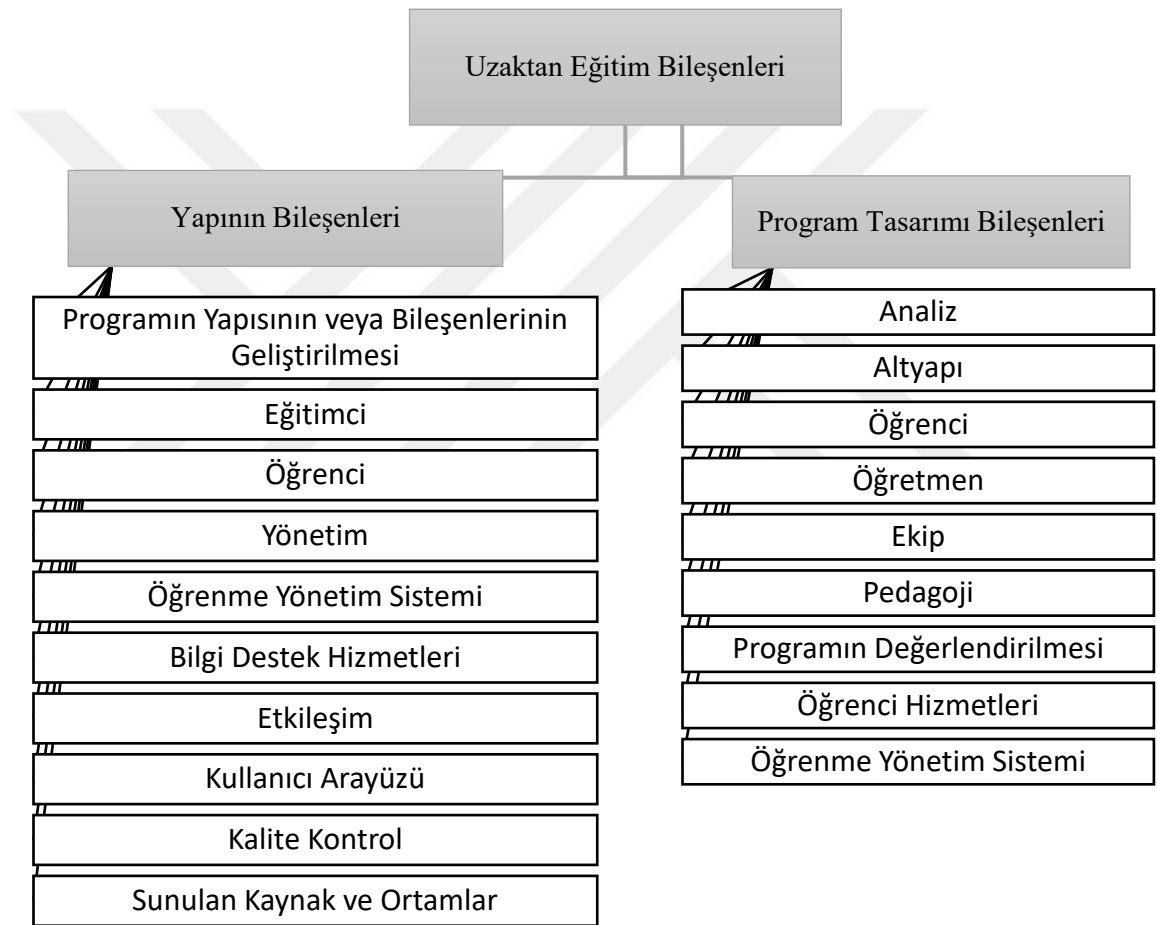 Uzaktan Eğitim Bileşenleri
Yapının Bileşenleri
Programın Yapısının veya Bileşenlerinin
Geliştirilmesi
Eğitimci
Öğrenci
Yönetim
Öğrenme Yönetim Sistemi
Bilgi Destek Hizmetleri
Etkileşim
Kullanıcı Arayüzü
Kalite Kontrol
Sunulan Kaynak ve Ortamlar
Program Tasarımı Bileşenleri
Analiz
Altyapı
Öğrenci
Öğretmen
Ekip
Pedagoji
Programın Değerlendirilmesi
Öğrenci Hizmetleri
Öğrenme Yönetim Sistemi